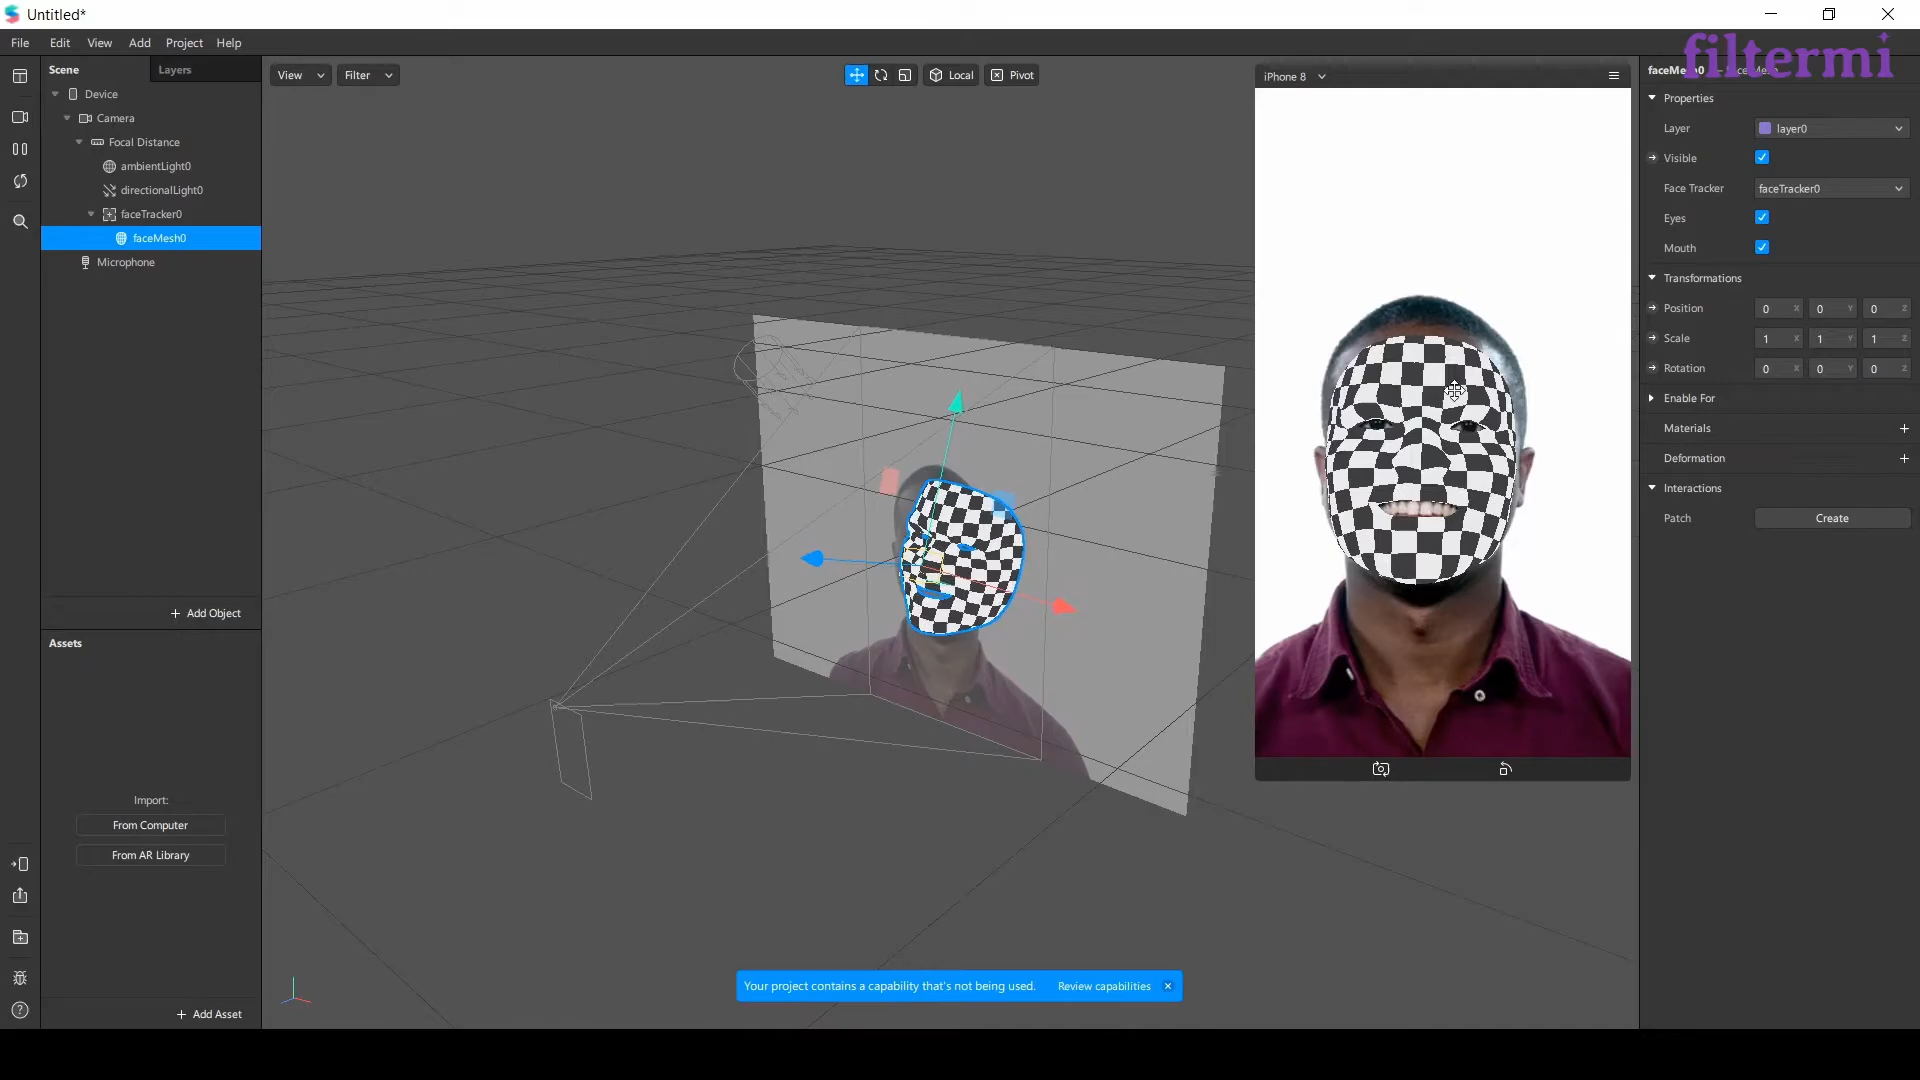 Untitled*
File Edit View Add Project Help
filtermi
Scene Layers
View Filter Local Pivot
iPhone 8
faceMesh0
Device
Camera
Focal Distance
ambientLight0
directionalLight0
faceTracker0
faceMesh0
Microphone
+ Add Object
Assets
Import:
From Computer
From AR Library
+ Add Asset
Your project contains a capability that's not being used. Review capabilities
Properties
Layer layer0
Visible
Face Tracker faceTracker0
Eyes
Mouth
Transformations
Position 0 X 0 Y 0 Z
Scale 1 X 1 Y 1 Z
Rotation 0 X 0 Y 0 Z
Enable For
Materials +
Deformation +
Interactions
Patch Create